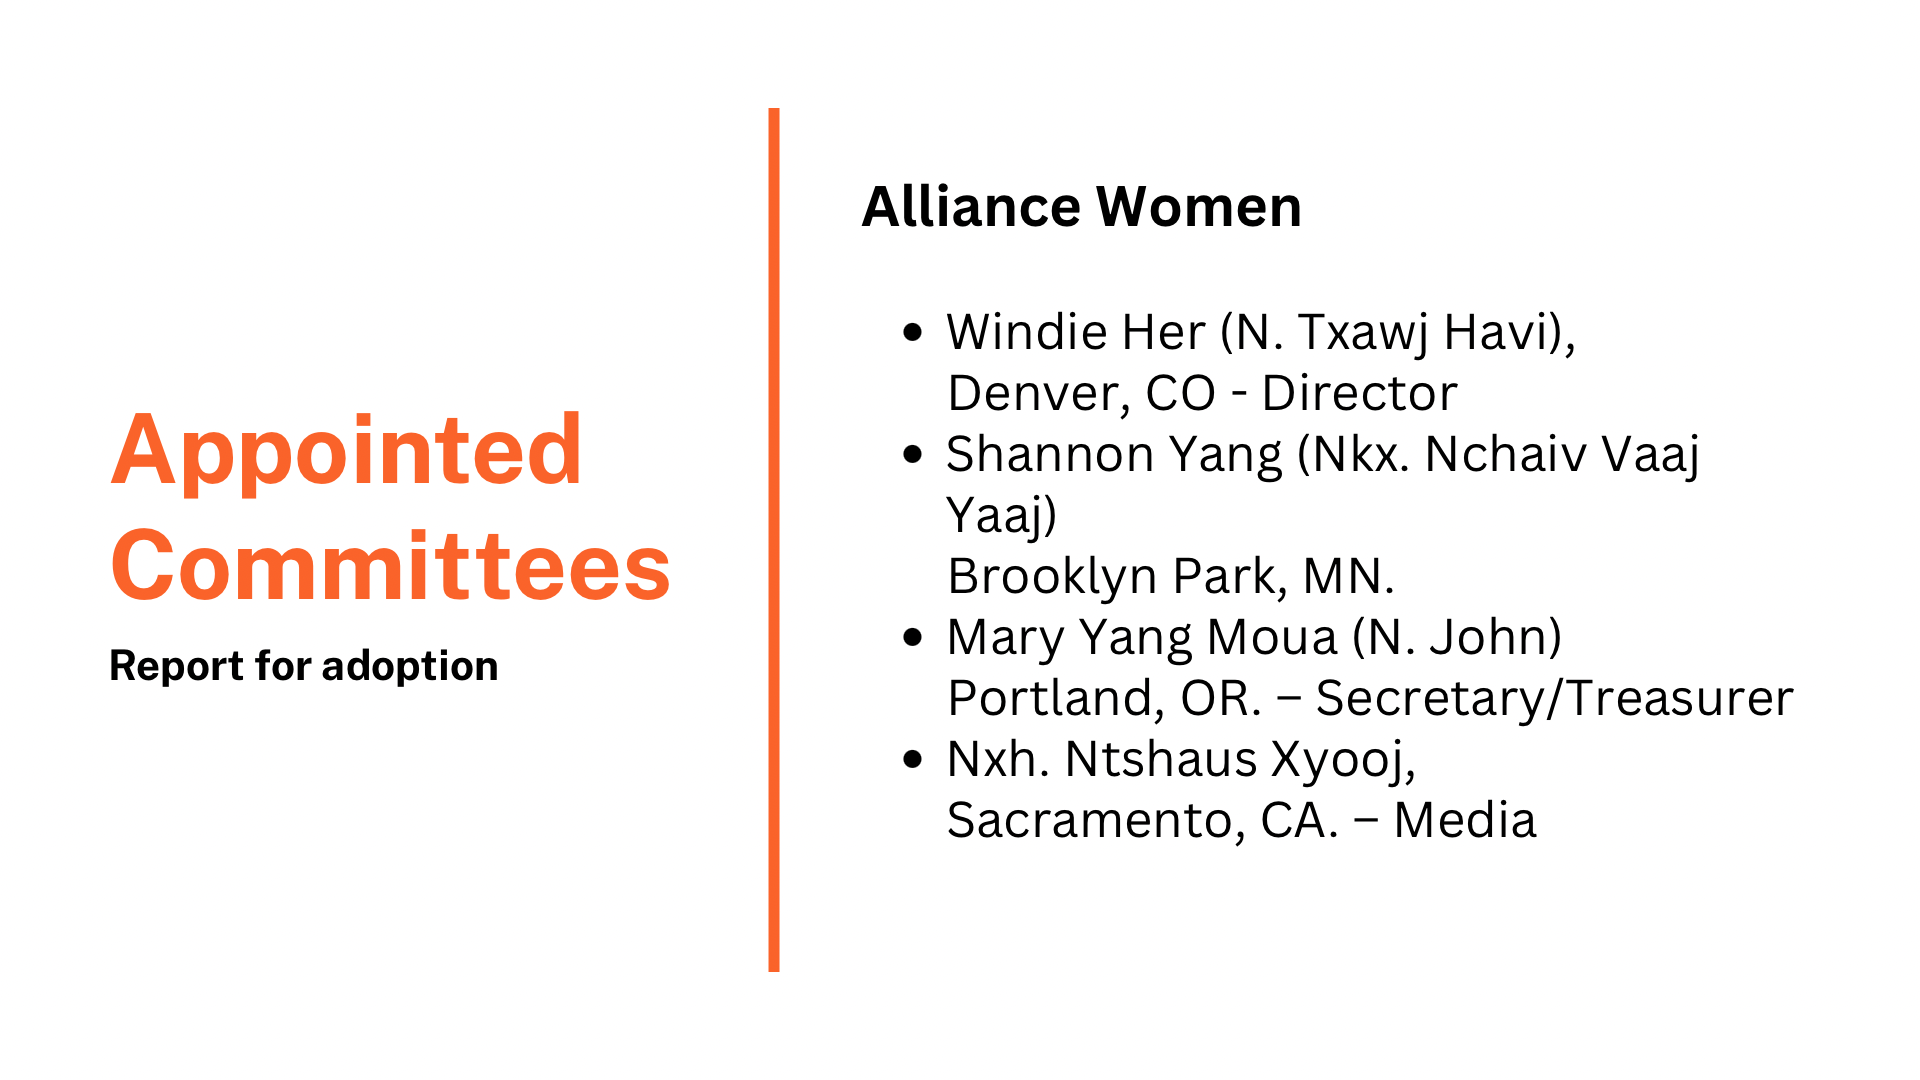 Appointed
Committees
Report for adoption
Alliance Women
• Windie Her (N. Txawj Havi),
Denver, CO - Director
• Shannon Yang (Nkx. Nchaiv Vaaj
Yaaj)
Brooklyn Park, MN.
• Mary Yang Moua (N. John)
Portland, OR. – Secretary/Treasurer
• Nxh. Ntshaus Xyooj,
Sacramento, CA. – Media